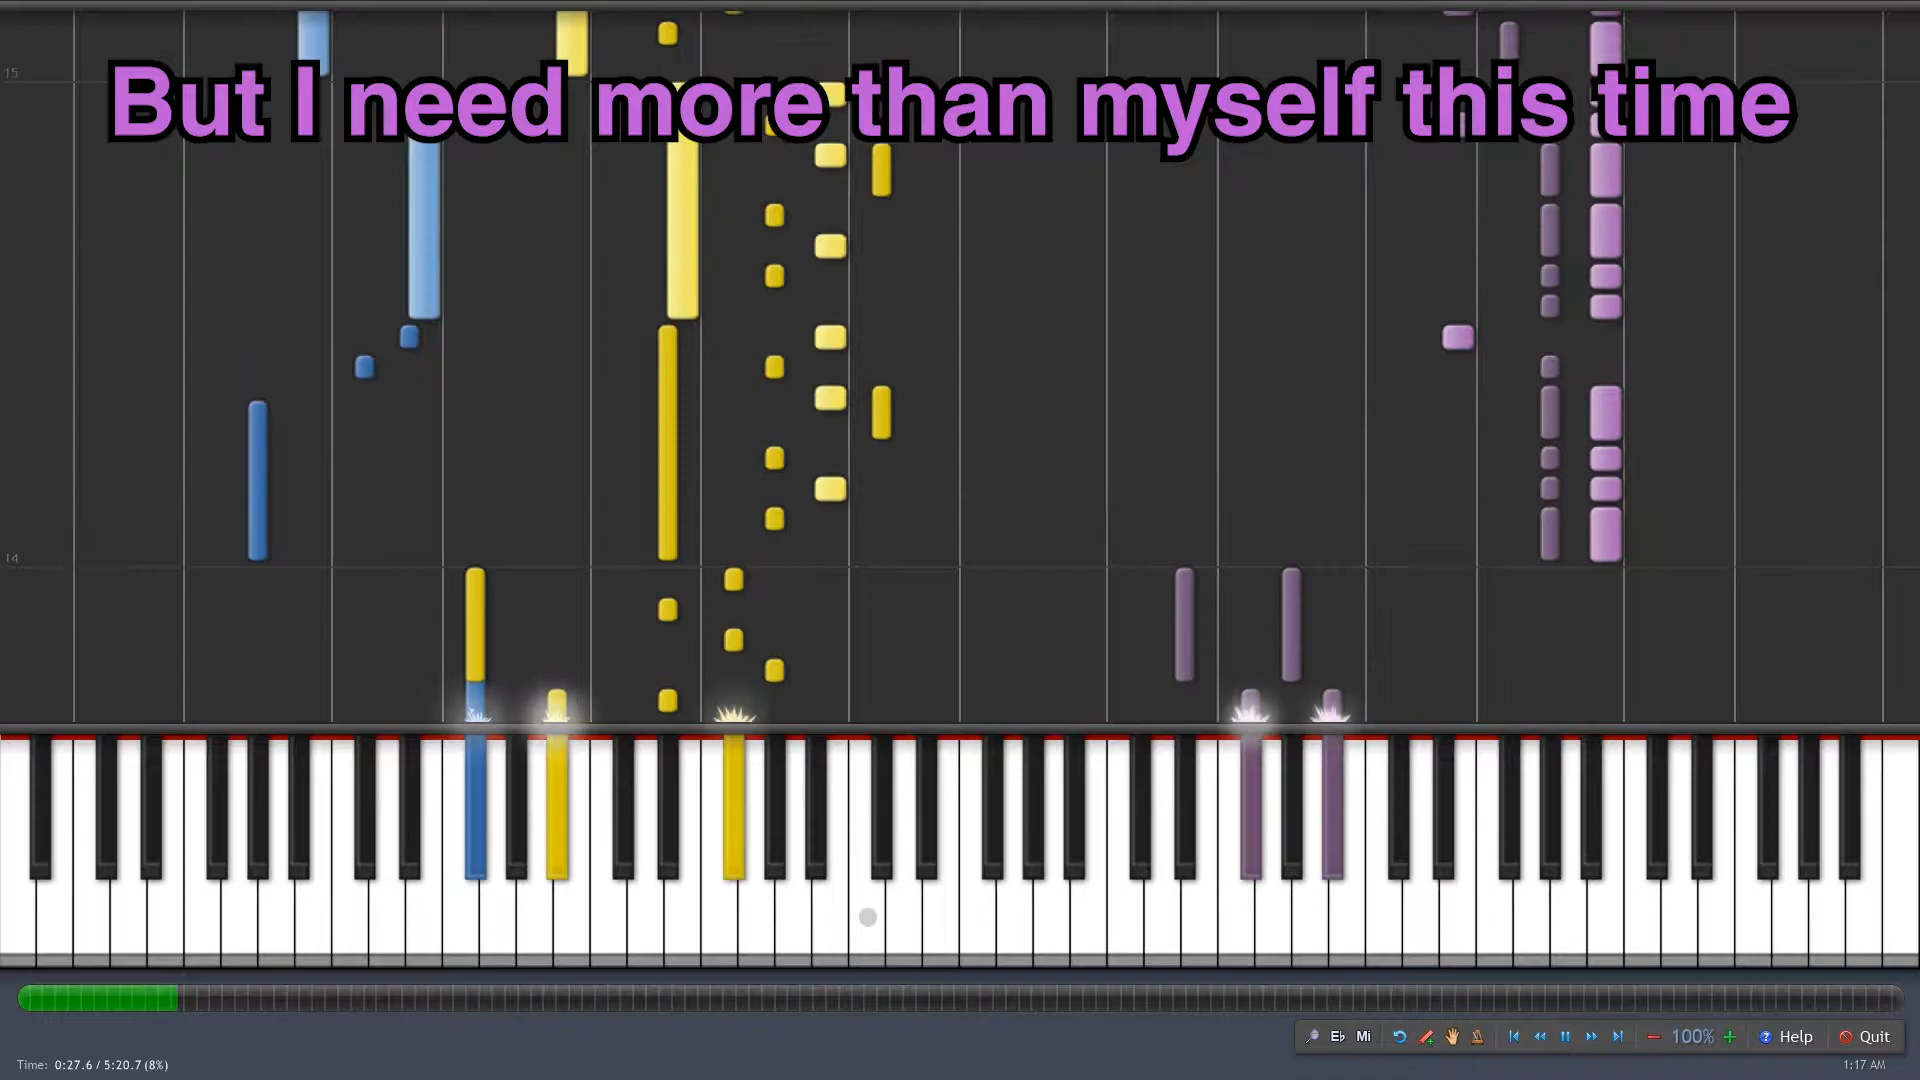 15
But I need more than myself this time
14
Eb Mi 100% Help Quit
Time: 0:27.6 / 5:20.7 (8%)
1:17 AM